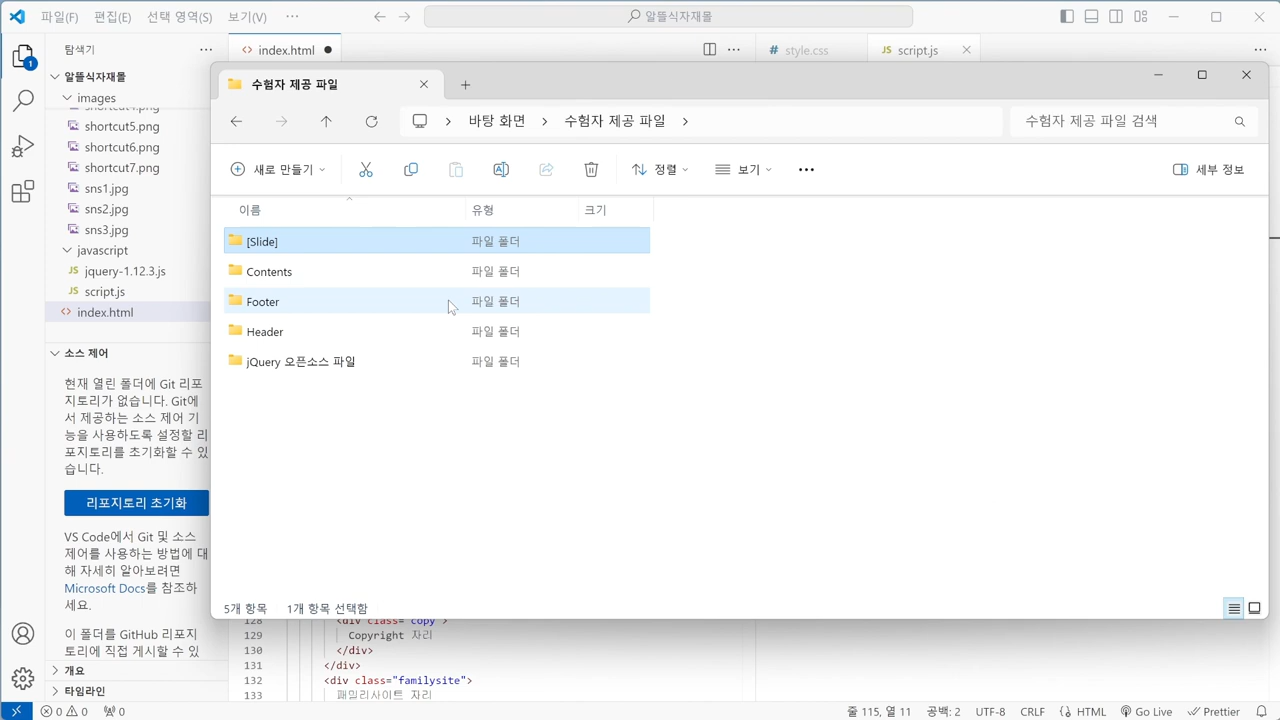 파일(F) 편집(E) 선택 영역(S) 보기(V) ··· 알뜰식자재몰
탐색기 ···
index.html
style.css
script.js
···
알뜰식자재몰
images
shortcut4.png
shortcut5.png
shortcut6.png
shortcut7.png
sns1.jpg
sns2.jpg
sns3.jpg
javascript
JS jquery-1.12.3.js
JS script.js
<> index.html
소스 제어
현재 열린 폴더에 Git 리포
지토리가 없습니다. Git에
서 제공하는 소스 제어 기
능을 사용하도록 설정할 리
포지토리를 초기화할 수 있
습니다.
리포지토리 초기화
VS Code에서 Git 및 소스
제어를 사용하는 방법에 대
해 자세히 알아보려면
Microsoft Docs를 참조하
세요.
이 폴더를 GitHub 리포지
토리에 직접 게시할 수 있
개요
타임라인
수험자 제공 파일
바탕 화면 > 수험자 제공 파일 >
수험자 제공 파일 검색
새로 만들기 정렬 보기 ··· 세부 정보
이름 유형 크기
[Slide] 파일 폴더
Contents 파일 폴더
Footer 파일 폴더
Header 파일 폴더
jQuery 오픈소스 파일 파일 폴더
5개 항목 1개 항목 선택함
128 <div class="copy">
129 Copyright 자리
130 </div>
131 </div>
132 <div class="familysite">
133 패밀리사이트 자리
0 0 0 줄 115, 열 11 공백: 2 UTF-8 CRLF HTML Go Live Prettier